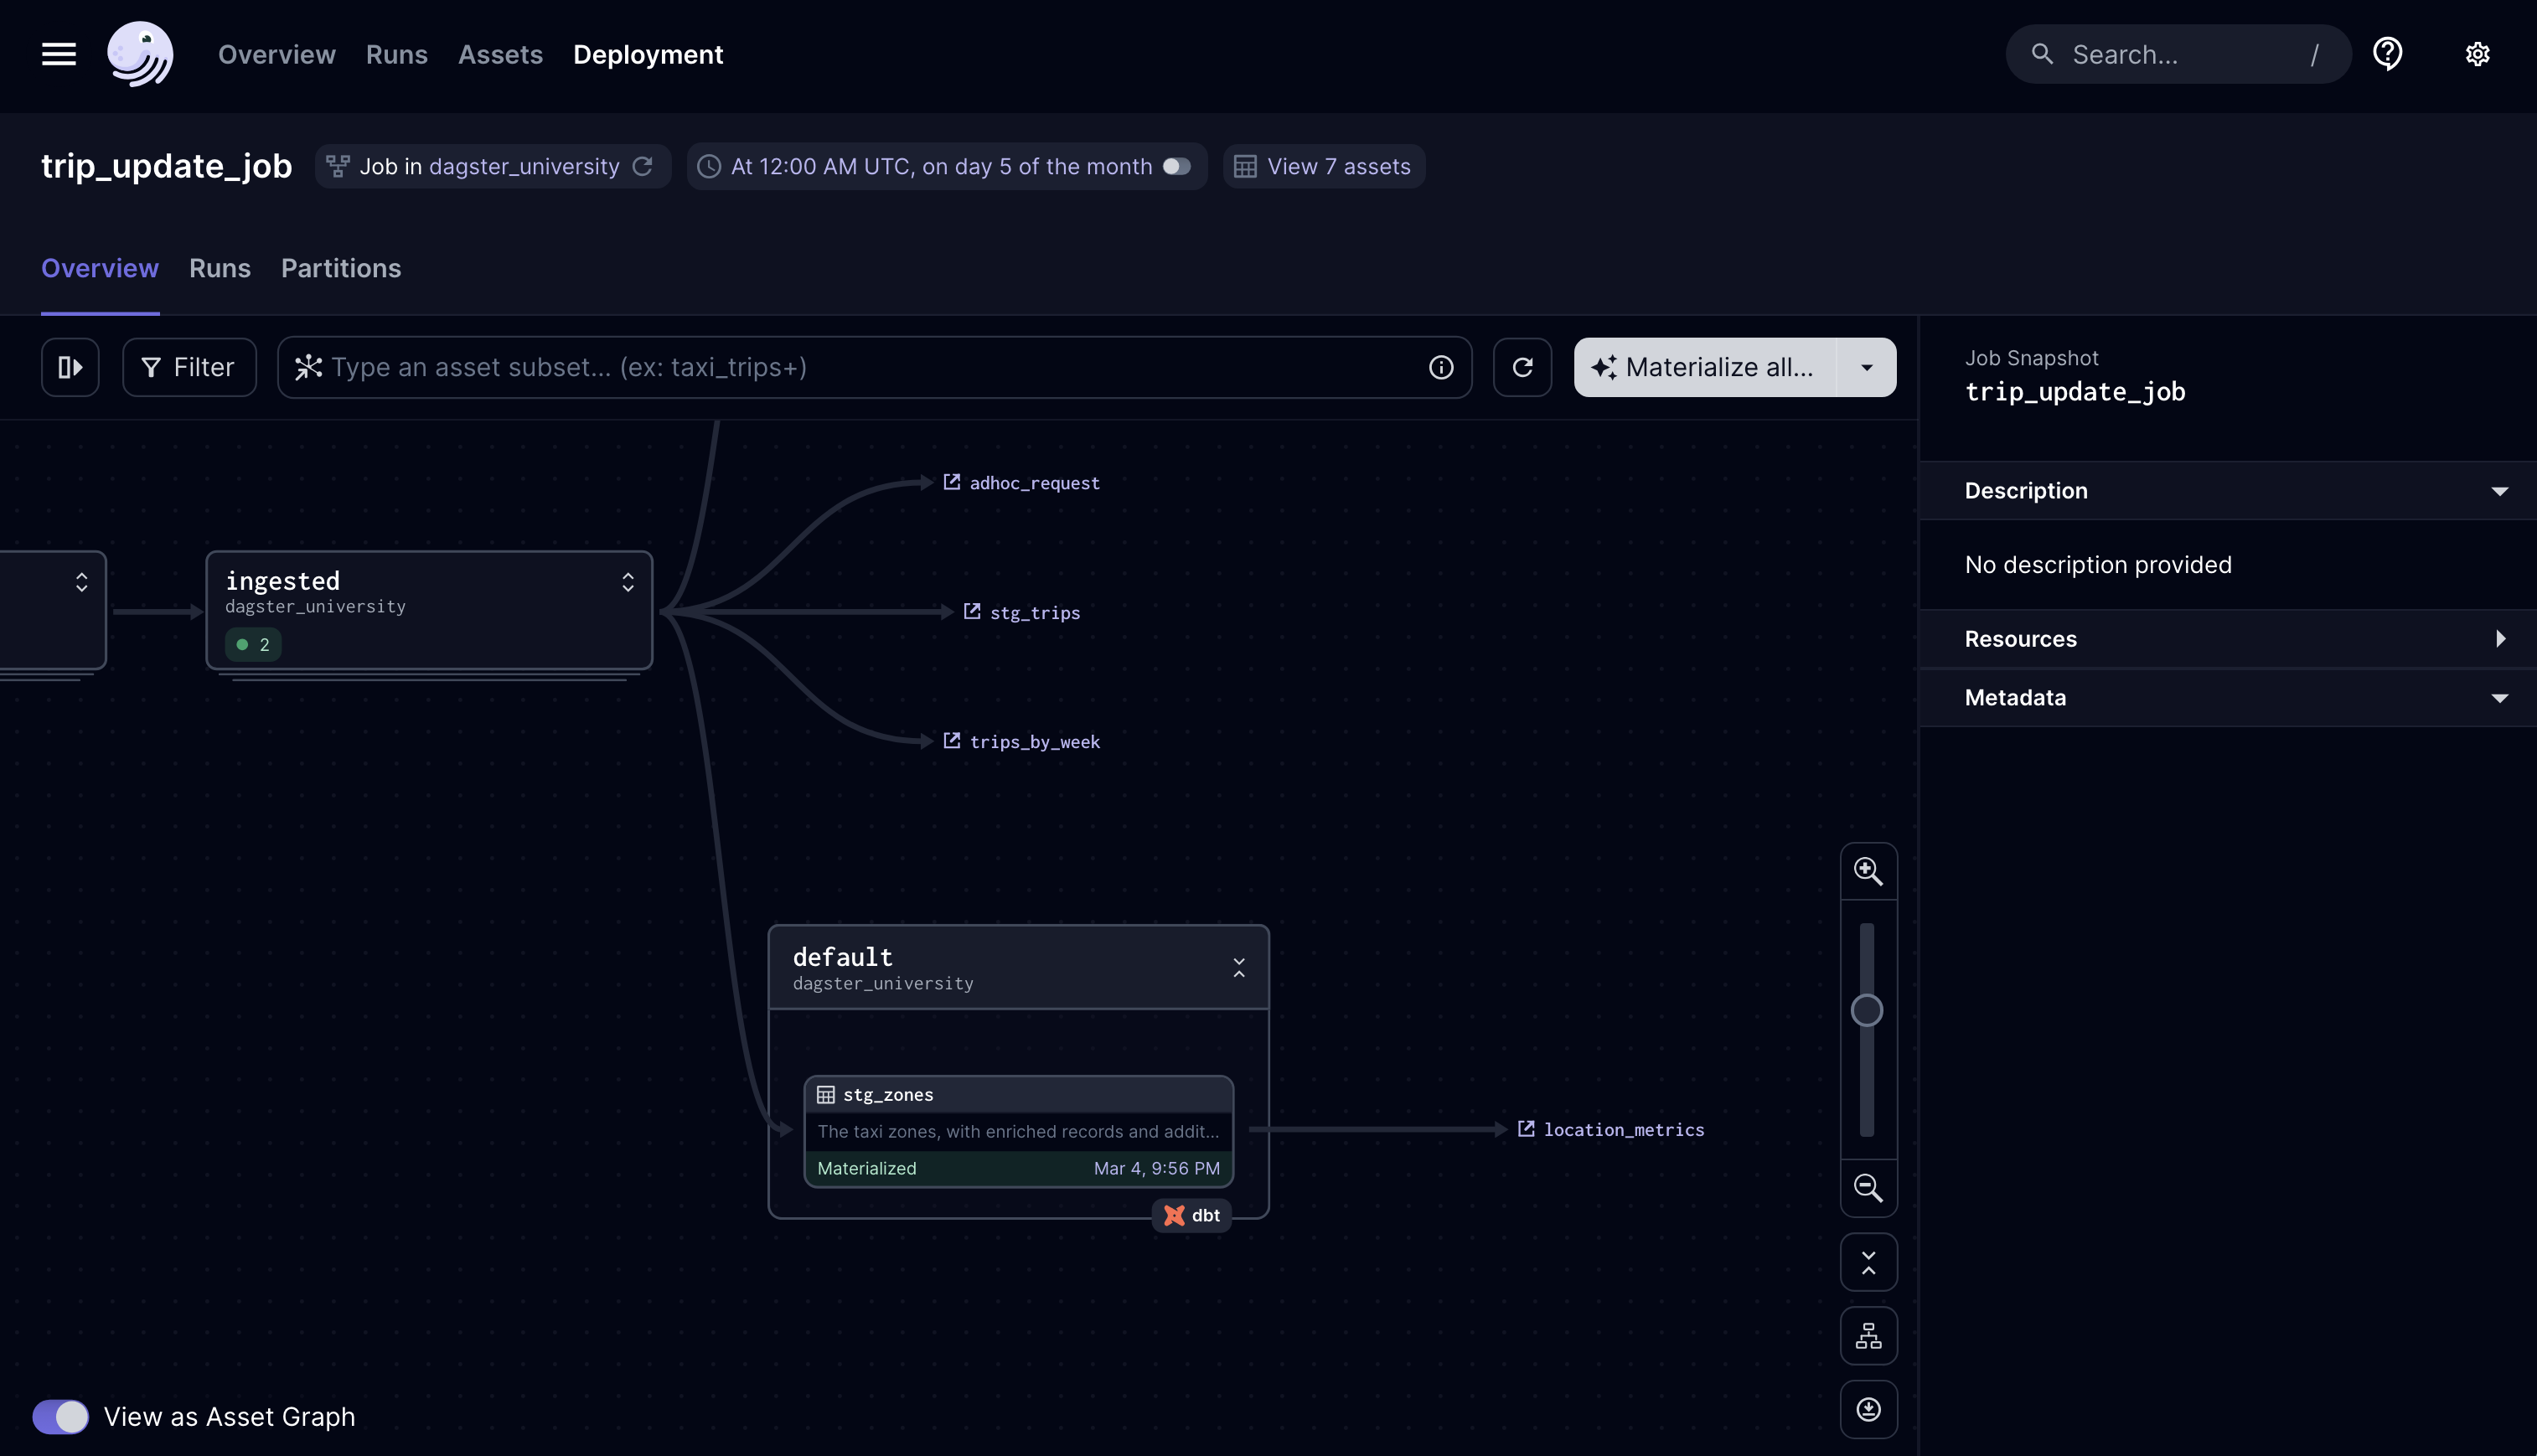 Overview Runs Assets Deployment Search... /
trip_update_job Job in dagster_university At 12:00 AM UTC, on day 5 of the month View 7 assets
Overview Runs Partitions
Filter Type an asset subset... (ex: taxi_trips+) Materialize all...
Job Snapshot
trip_update_job
Description
No description provided
Resources
Metadata
adhoc_request
ingested
dagster_university
2
stg_trips
trips_by_week
default
dagster_university
stg_zones
The taxi zones, with enriched records and addit...
Materialized Mar 4, 9:56 PM
dbt
location_metrics
View as Asset Graph